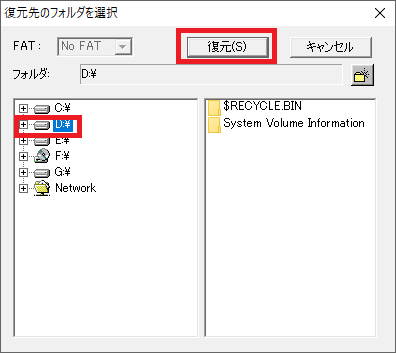 復元先のフォルダを選択
FAT: No FAT 復元(S) キャンセル
フォルダ: D:¥
C:¥
D:¥
E:¥
F:¥
G:¥
Network
$RECYCLE.BIN
System Volume Information